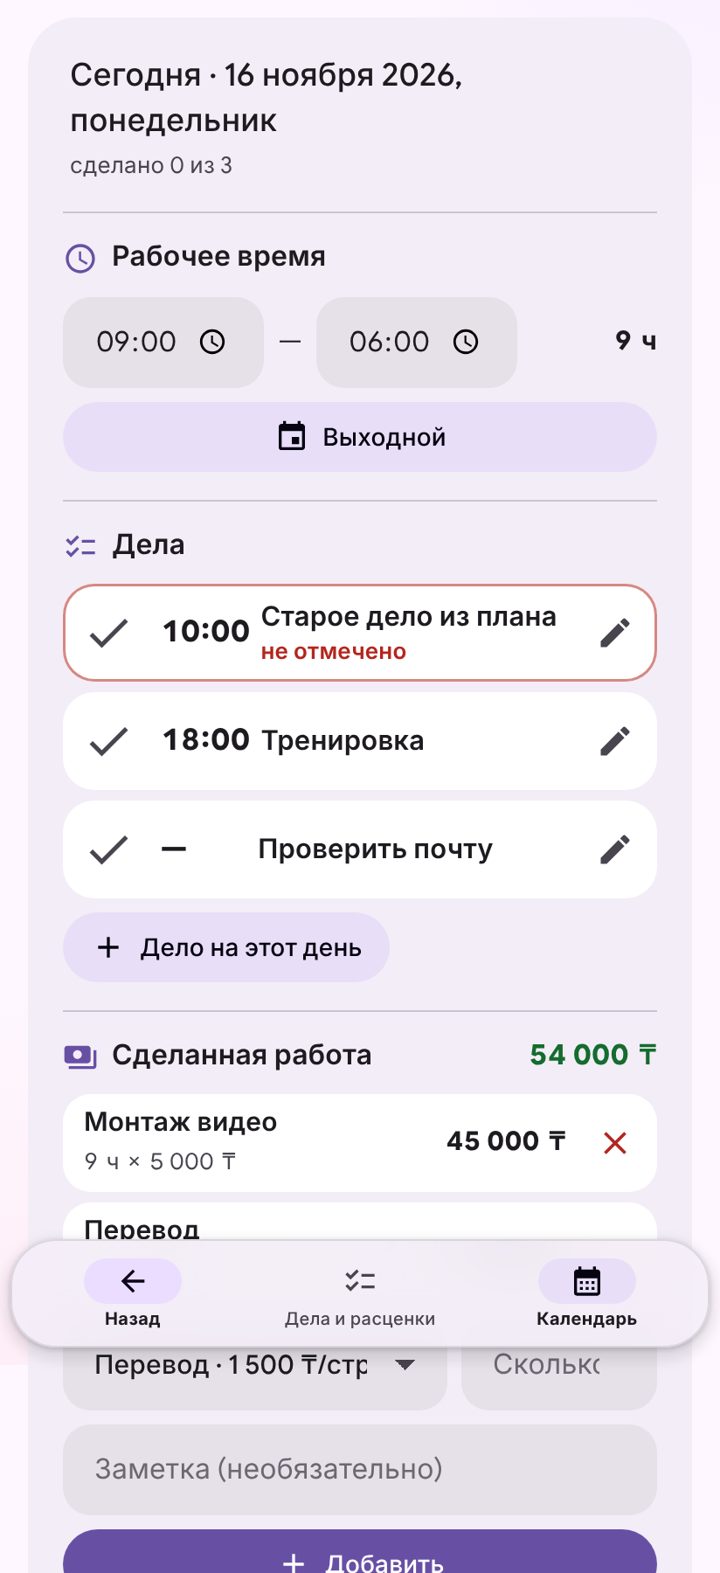 Сегодня · 16 ноября 2026,
понедельник
сделано 0 из 3
Рабочее время
09:00 — 06:00 9 ч
Выходной
Дела
10:00 Старое дело из плана
не отмечено
18:00 Тренировка
— Проверить почту
+ Дело на этот день
Сделанная работа 54 000 ₸
Монтаж видео
9 ч × 5 000 ₸
45 000 ₸
Перевод
Назад
Дела и расценки
Календарь
Перевод · 1 500 ₸/стр
Заметка (необязательно)
+ Добавить